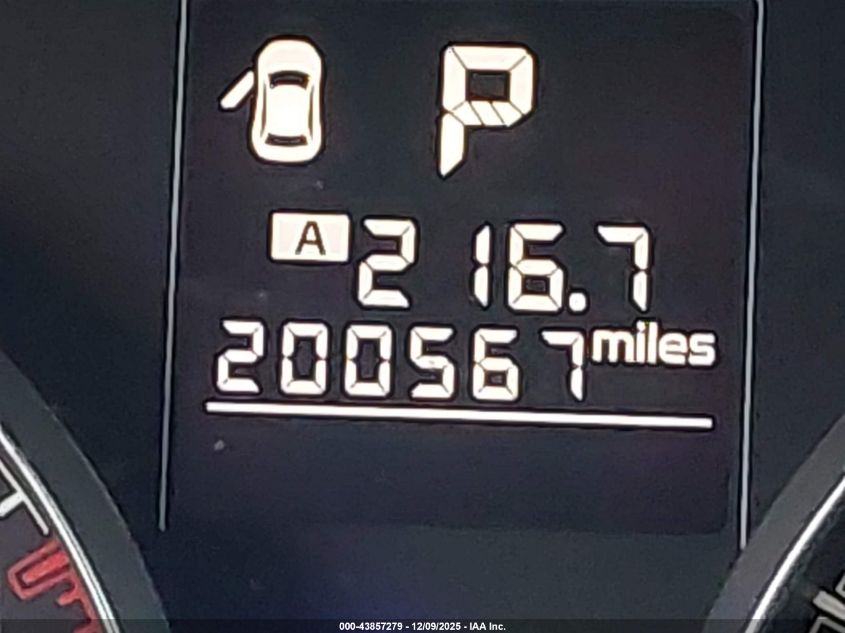 P
A 216.7
200567 miles
000-43857279 - 12/09/2025 - IAA Inc.